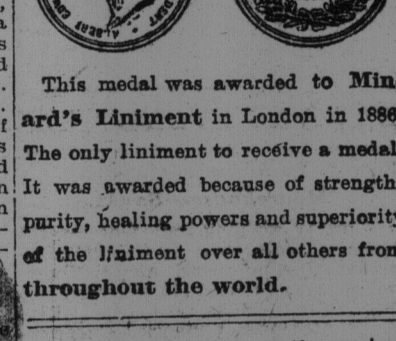 This medal was awarded to Min
ard's Liniment in London in 1886
The only liniment to receive a medal
It was awarded because of strength
purity, healing powers and superiority
of the liniment over all others from
throughout the world.